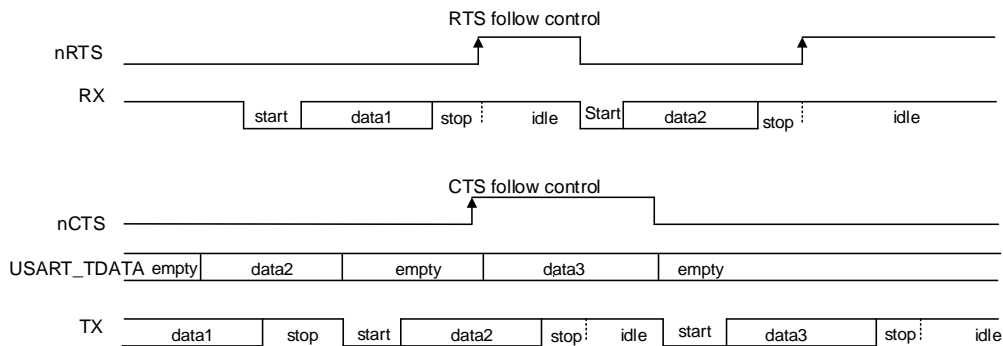 RTS follow control
nRTS
RX
start data1 stop idle Start data2 stop idle
CTS follow control
nCTS
USART_TDATA empty data2 empty data3 empty
TX
data1 stop start data2 stop idle start data3 stop idle